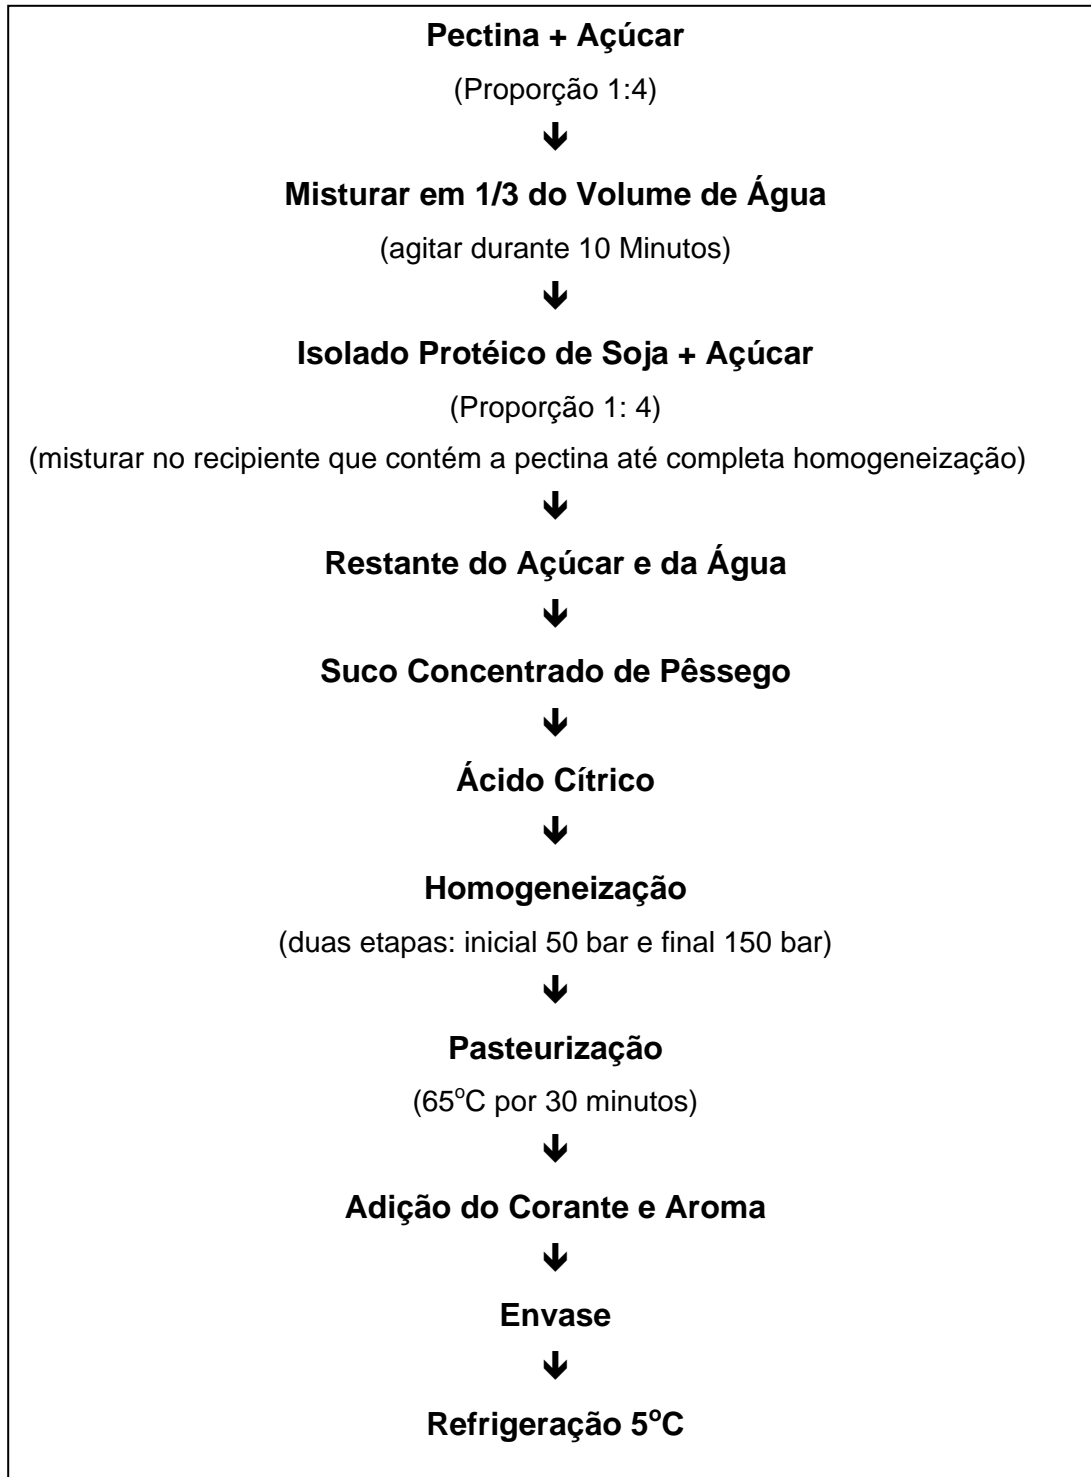 Pectina + Açúcar
(Proporção 1:4)
Misturar em 1/3 do Volume de Água
(agitar durante 10 Minutos)
Isolado Protéico de Soja + Açúcar
(Proporção 1: 4)
(misturar no recipiente que contém a pectina até completa homogeneização)
Restante do Açúcar e da Água
Suco Concentrado de Pêssego
Ácido Cítrico
Homogeneização
(duas etapas: inicial 50 bar e final 150 bar)
Pasteurização
(65°C por 30 minutos)
Adição do Corante e Aroma
Envase
Refrigeração 5°C